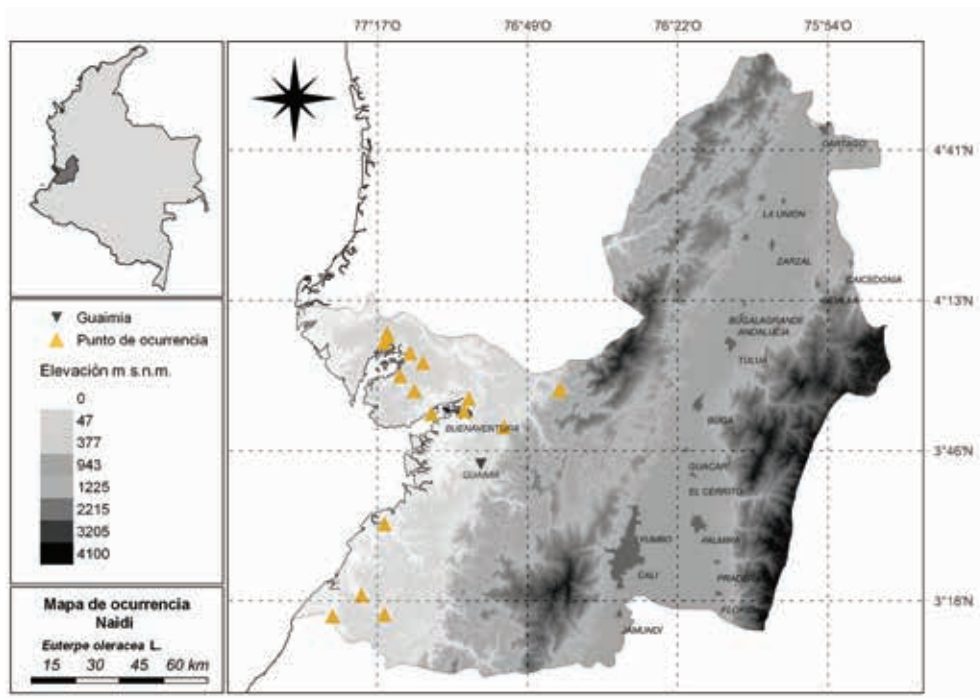 77°17'O 76°49'O 76°22'O 75°54'O
4°41'N
4°13'N
3°46'N
3°18'N
CARTAGO
LA UNION
ZARZAL
CAICEDONIA
SEVILLA
BUGALAGRANDE
ANDALUCIA
TULUA
BUGA
BUENAVENTURA
GUAIMIA
GUACARI
EL CERRITO
YUMBO
PALMIRA
CALI
PRADERA
FLORIDA
JAMUNDI
Guaimia
Punto de ocurrencia
Elevación m s.n.m.
0
47
377
943
1225
2215
3205
4100
Mapa de ocurrencia
Naidi
Euterpe oleracea L.
15 30 45 60 km